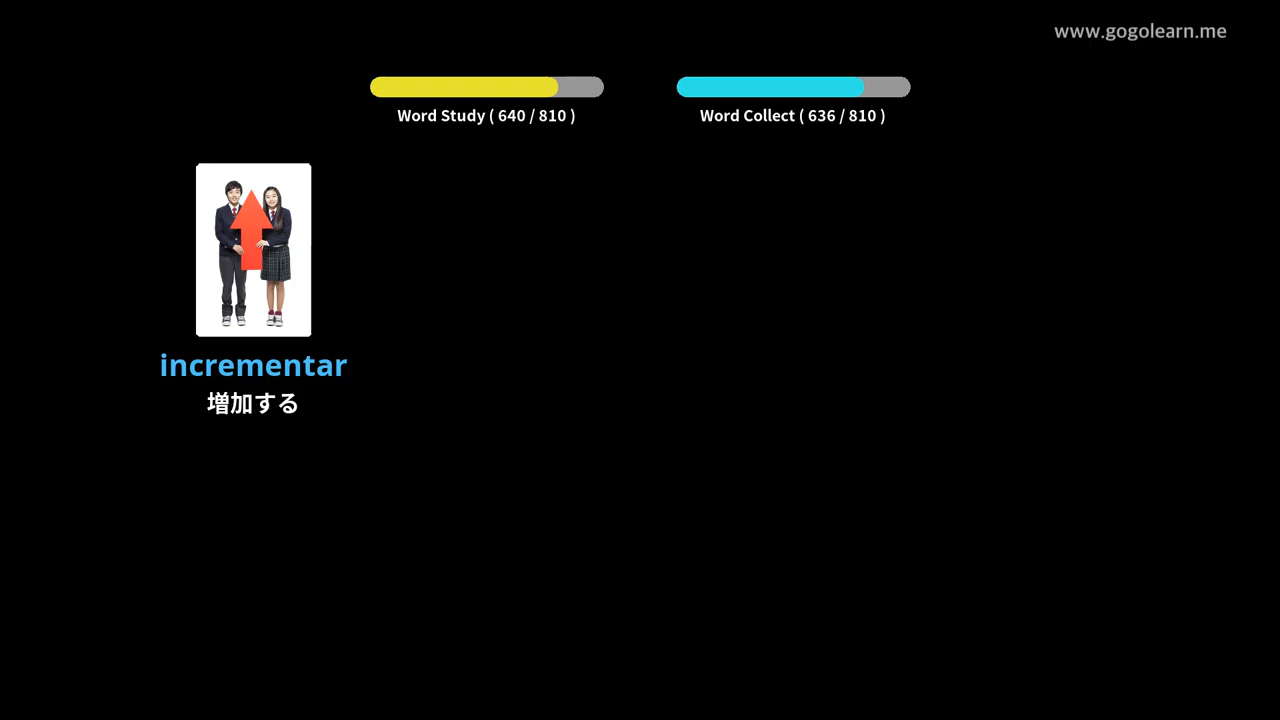 www.gogolearn.me
Word Study ( 640 / 810 )
Word Collect ( 636 / 810 )
incrementar
増加する